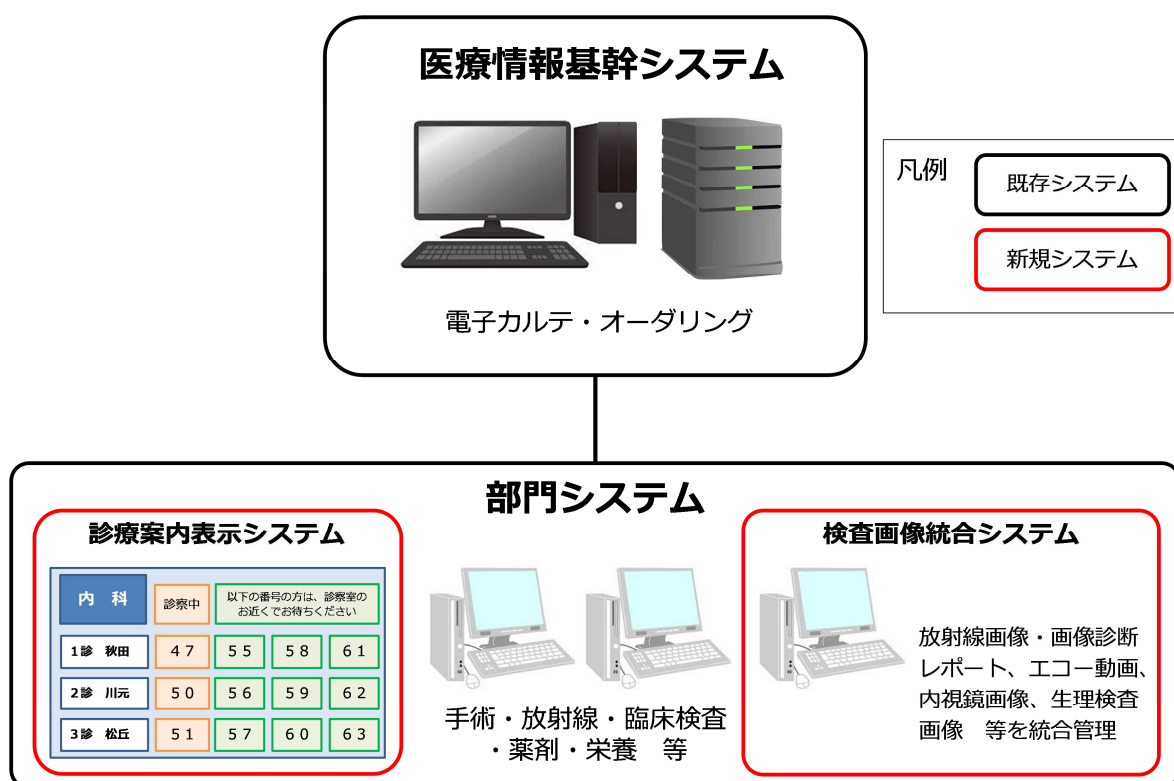 医療情報基幹システム
電子カルテ・オーダリング
凡例
既存システム
新規システム
部門システム
診療案内表示システム
内 科
診察中
以下の番号の方は、診察室の
お近くでお待ちください
1診 秋田 47 55 58 61
2診 川元 50 56 59 62
3診 松丘 51 57 60 63
手術・放射線・臨床検査
・薬剤・栄養 等
検査画像統合システム
放射線画像・画像診断
レポート、エコー動画、
内視鏡画像、生理検査
画像 等を統合管理